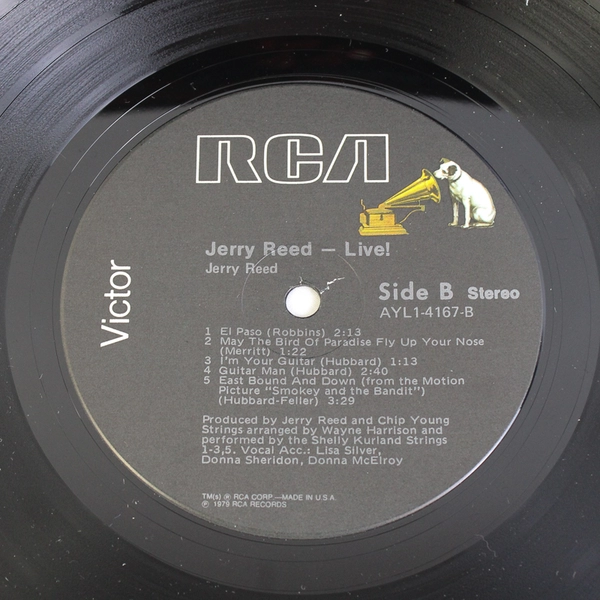 RCA
Victor
Jerry Reed – Live!
Jerry Reed
Side B Stereo
AYL1-4167-B
1 El Paso (Robbins) 2:13
2 May The Bird Of Paradise Fly Up Your Nose
(Merritt) 1:22
3 I'm Your Guitar (Hubbard) 1:13
4 Guitar Man (Hubbard) 2:40
5 East Bound And Down (from the Motion
Picture "Smokey and the Bandit")
(Hubbard-Feller) 3:29
Produced by Jerry Reed and Chip Young
Strings arranged by Wayne Harrison and
performed by the Shelly Kurland Strings
1-3,5. Vocal Acc.: Lisa Silver,
Donna Sheridon, Donna McElroy
TM(s) ® RCA CORP.—MADE IN U.S.A.
℗ 1979 RCA RECORDS